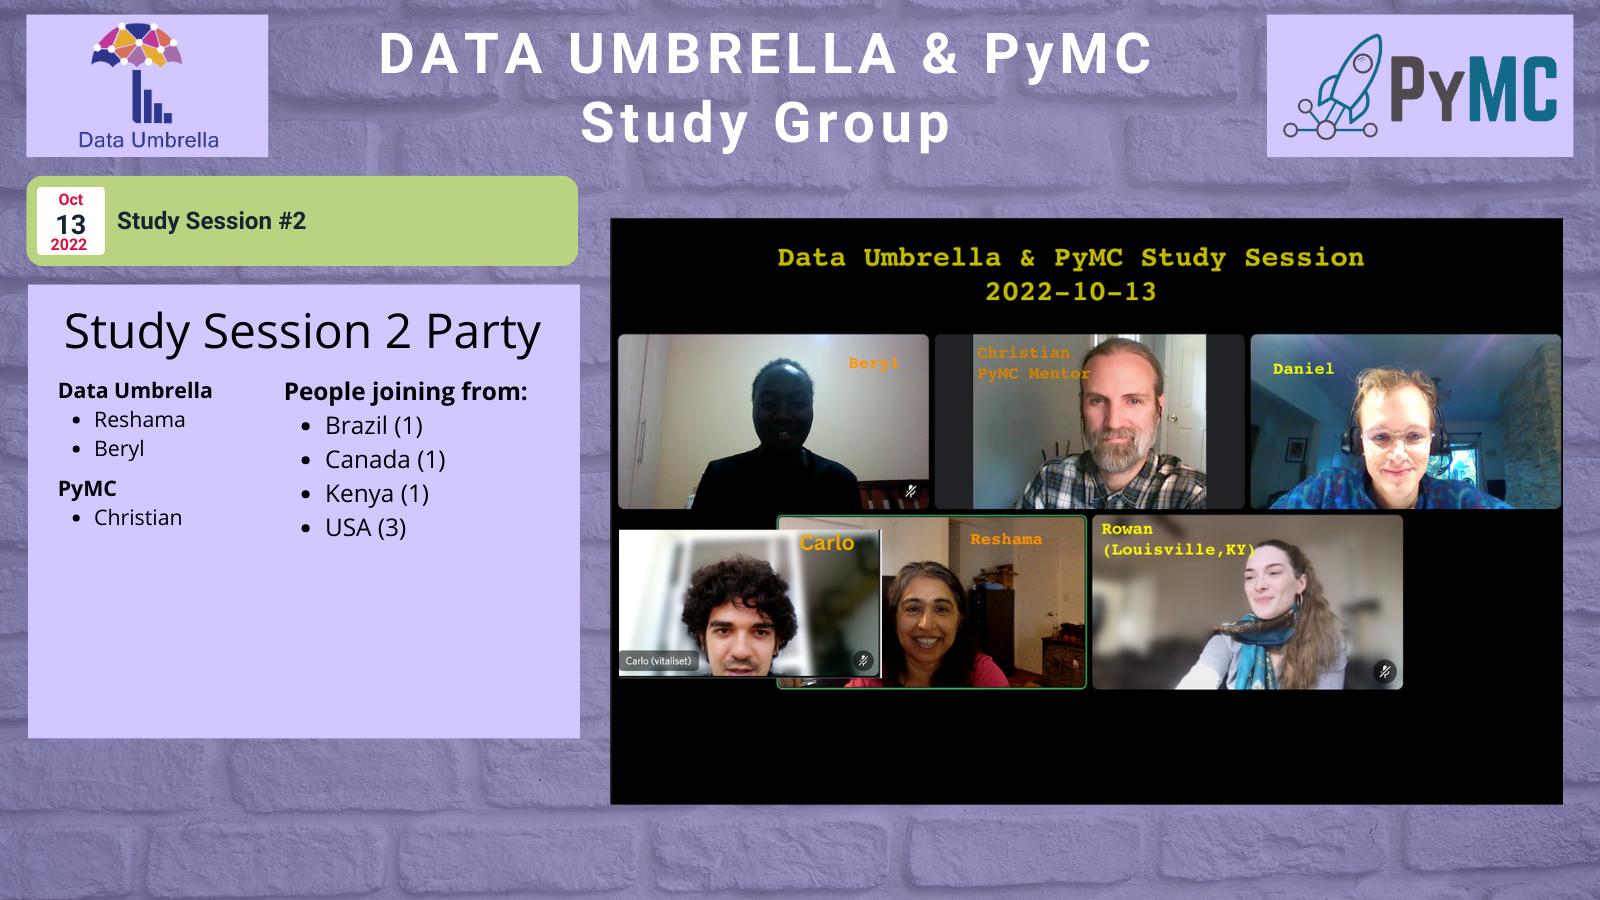 Data Umbrella
DATA UMBRELLA & PyMC
Study Group
PyMC
Oct
13
2022
Study Session #2
Study Session 2 Party
Data Umbrella
• Reshama
• Beryl
PyMC
• Christian
People joining from:
• Brazil (1)
• Canada (1)
• Kenya (1)
• USA (3)
Data Umbrella & PyMC Study Session
2022-10-13
Beryl
Christian
PyMC Mentor
Daniel
Carlo
Carlo (vitaliset)
Reshama
Rowan
(Louisville,KY)